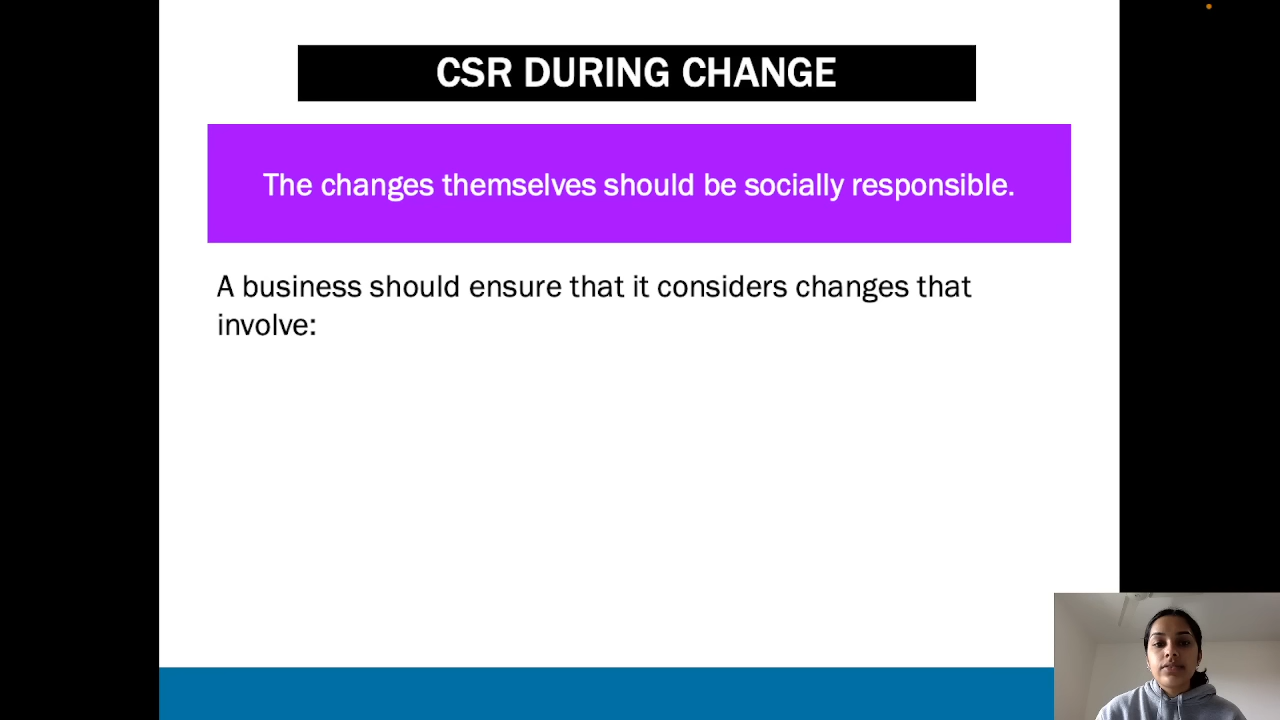 CSR DURING CHANGE
The changes themselves should be socially responsible.
A business should ensure that it considers changes that
involve: